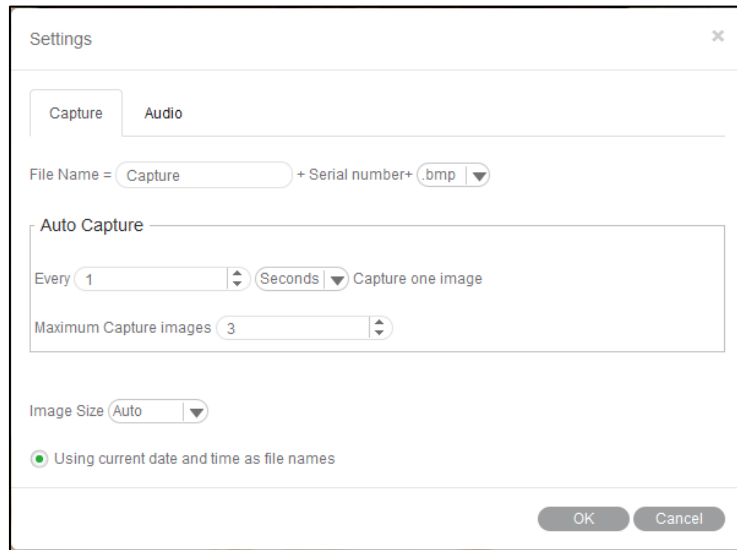 Settings
Capture Audio
File Name = Capture + Serial number+ .bmp
Auto Capture
Every 1 Seconds Capture one image
Maximum Capture images 3
Image Size Auto
Using current date and time as file names
OK Cancel